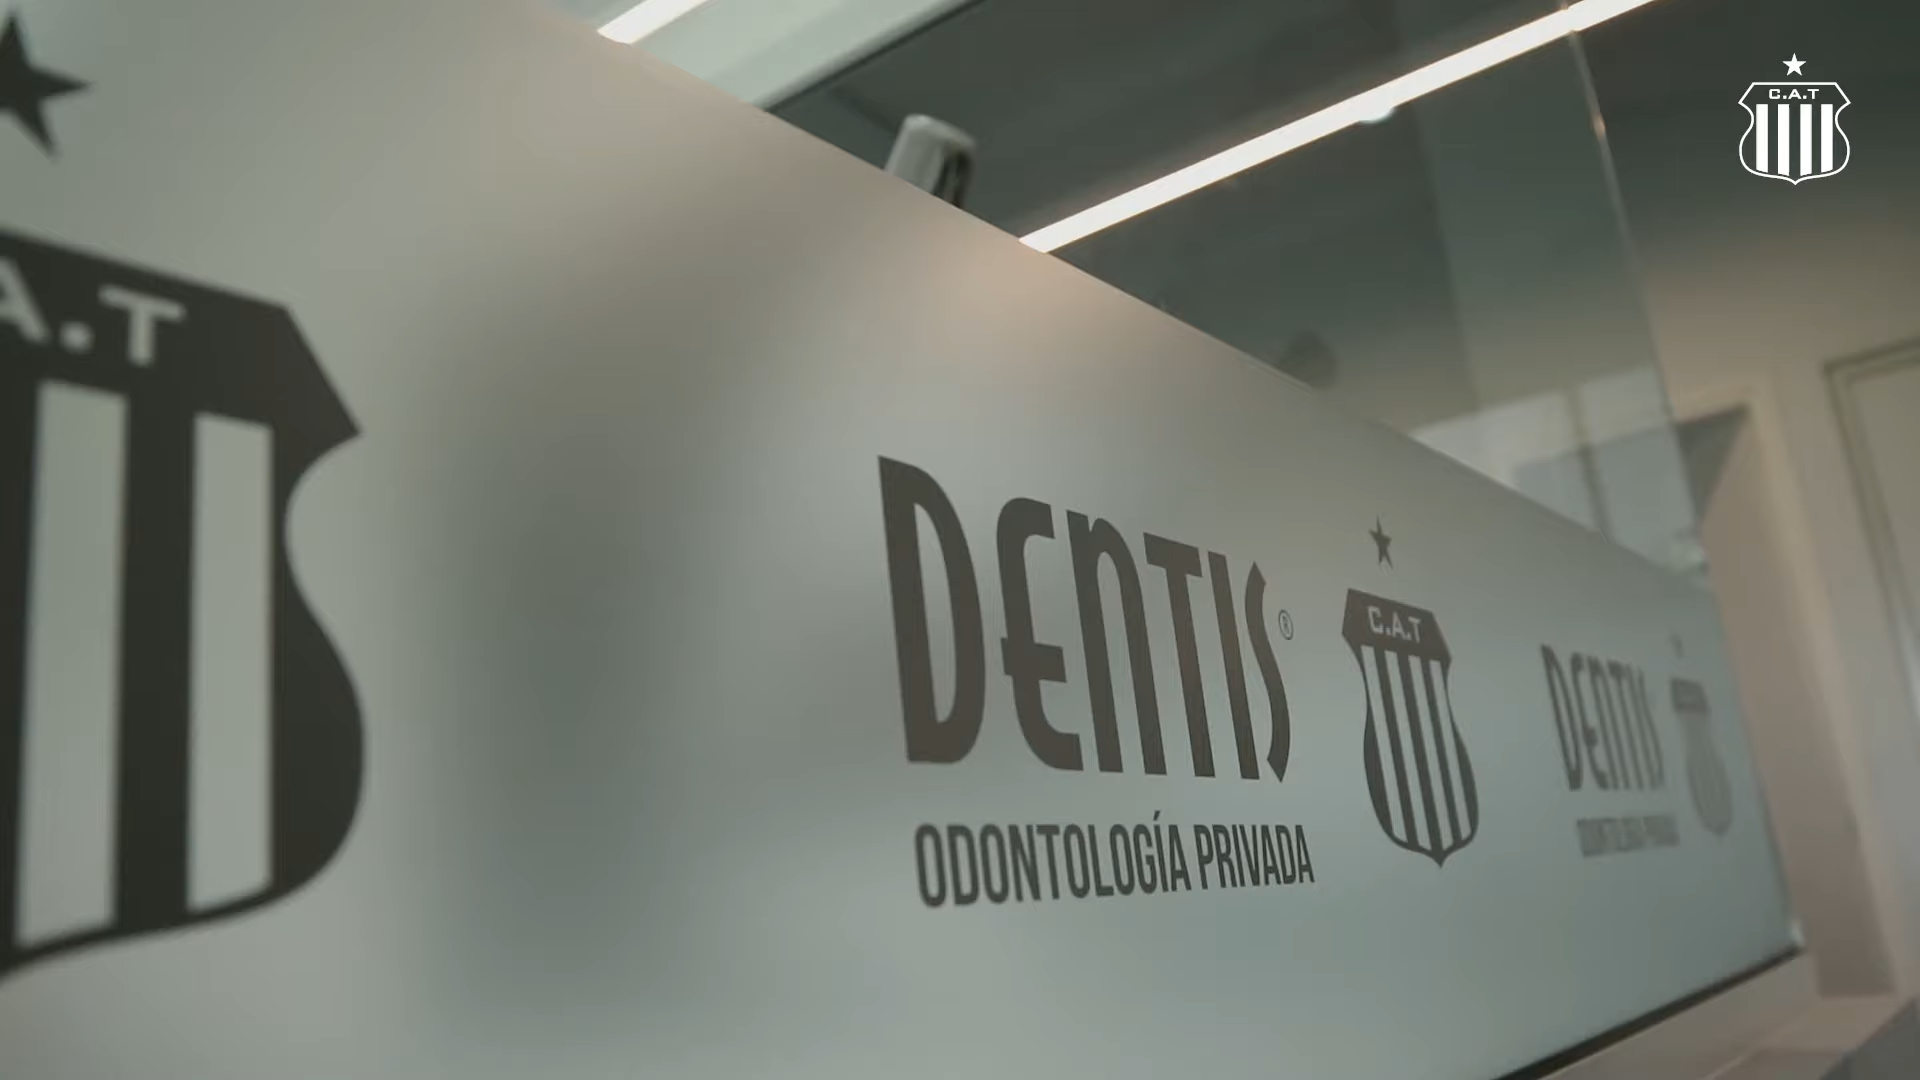 C.A.T
A.T
DENTIS®
ODONTOLOGÍA PRIVADA
C.A.T
DENTIS
ODONTOLOGÍA PRIVADA